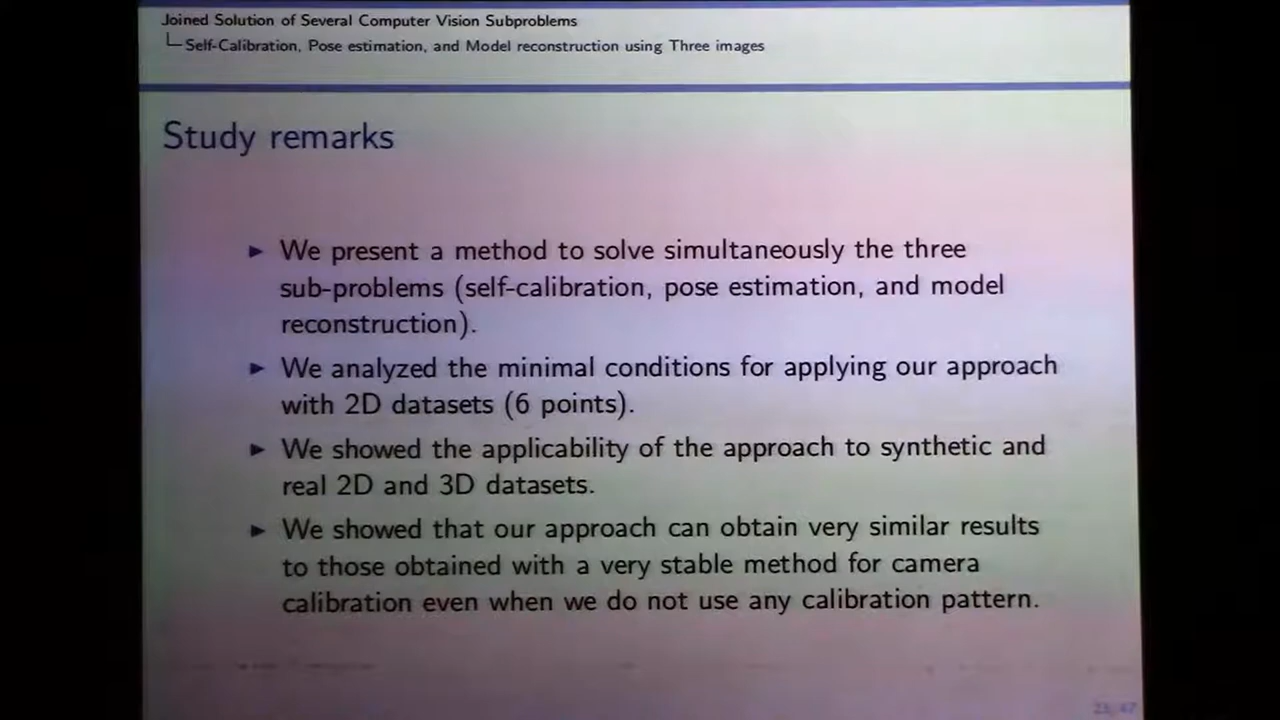 Joined Solution of Several Computer Vision Subproblems
Self-Calibration, Pose estimation, and Model reconstruction using Three images
Study remarks
► We present a method to solve simultaneously the three
sub-problems (self-calibration, pose estimation, and model
reconstruction).
► We analyzed the minimal conditions for applying our approach
with 2D datasets (6 points).
► We showed the applicability of the approach to synthetic and
real 2D and 3D datasets.
► We showed that our approach can obtain very similar results
to those obtained with a very stable method for camera
calibration even when we do not use any calibration pattern.